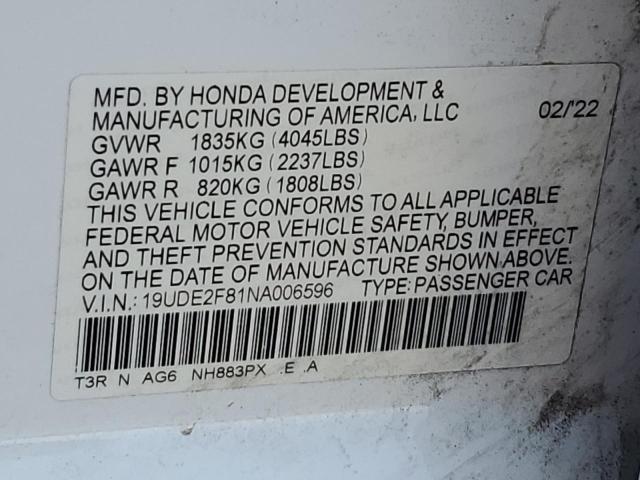 MFD. BY HONDA DEVELOPMENT &
MANUFACTURING OF AMERICA, LLC 02/'22
GVWR 1835KG (4045LBS)
GAWR F 1015KG (2237LBS)
GAWR R 820KG (1808LBS)
THIS VEHICLE CONFORMS TO ALL APPLICABLE
FEDERAL MOTOR VEHICLE SAFETY, BUMPER,
AND THEFT PREVENTION STANDARDS IN EFFECT
ON THE DATE OF MANUFACTURE SHOWN ABOVE.
V.I.N.: 19UDE2F81NA006596 TYPE: PASSENGER CAR
T3R N AG6 NH883PX .E .A